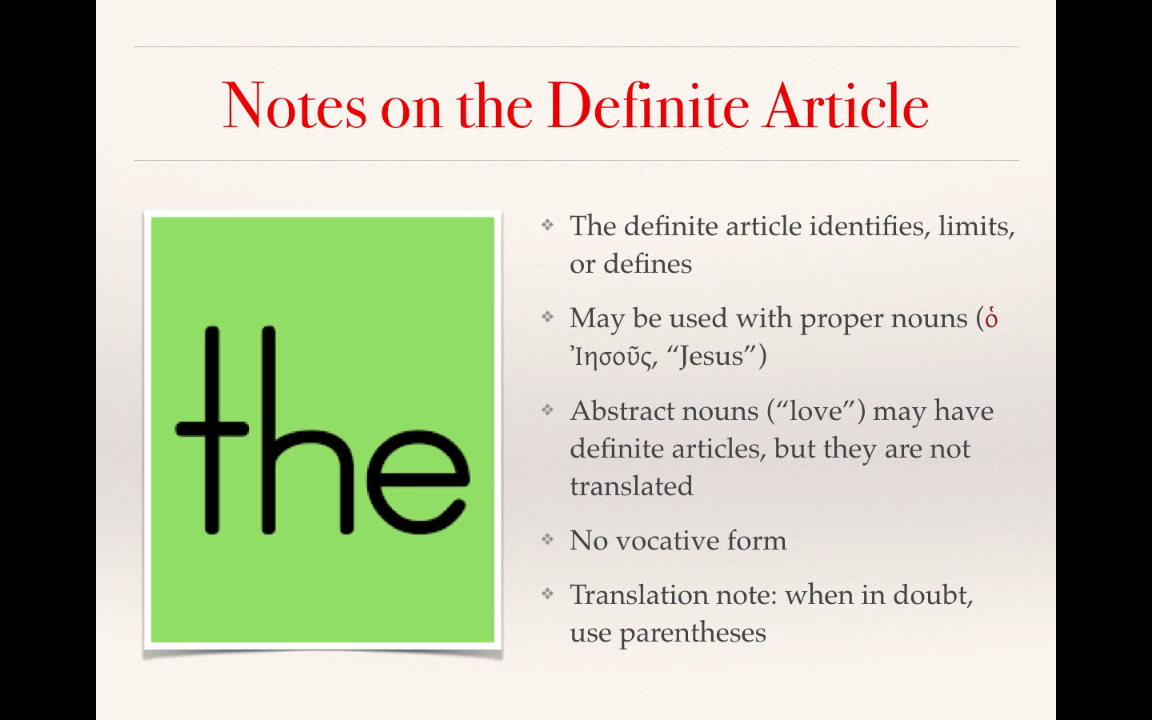 Notes on the Definite Article
the
❖ The definite article identifies, limits,
or defines
❖ May be used with proper nouns (ὁ
Ἰησοῦς, “Jesus”)
❖ Abstract nouns (“love”) may have
definite articles, but they are not
translated
❖ No vocative form
❖ Translation note: when in doubt,
use parentheses